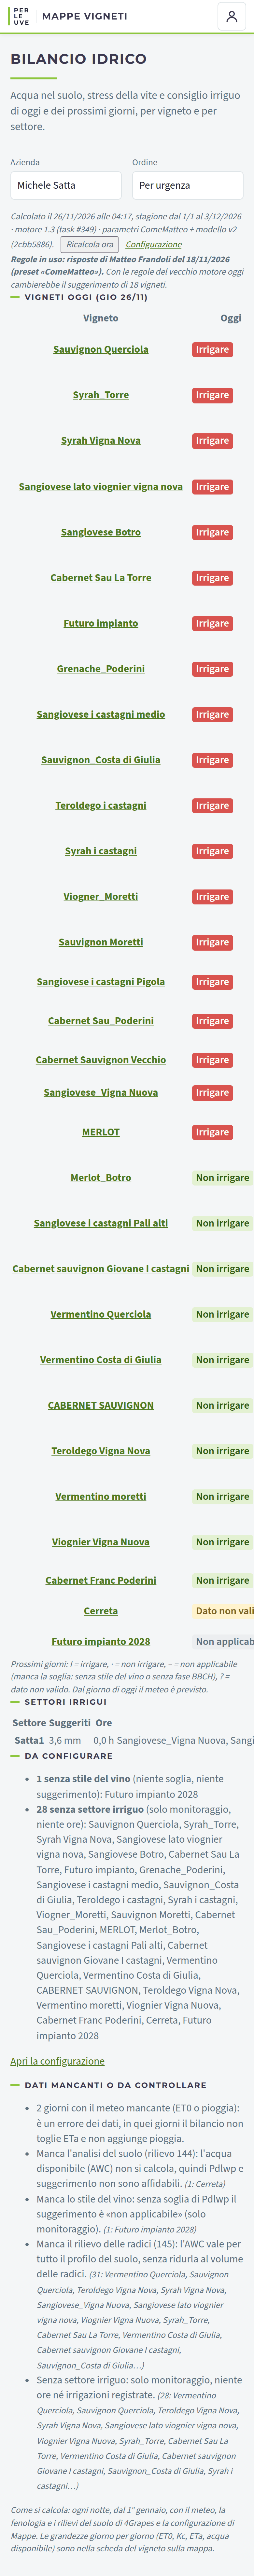 PER
LE
UVE
MAPPE VIGNETI
BILANCIO IDRICO
Acqua nel suolo, stress della vite e consiglio irriguo
di oggi e dei prossimi giorni, per vigneto e per
settore.
Azienda
Ordine
Michele Satta
Per urgenza
Calcolato il 26/11/2026 alle 04:17, stagione dal 1/1 al 3/12/2026
· motore 1.3 (task #349) · parametri ComeMatteo + modello v2
(2cbb5886). Ricalcola ora Configurazione
Regole in uso: risposte di Matteo Frandoli del 18/11/2026
(preset «ComeMatteo»). Con le regole del vecchio motore oggi
cambierebbe il suggerimento di 18 vigneti.
VIGNETI OGGI (GIO 26/11)
Vigneto Oggi
Sauvignon Querciola Irrigare
Syrah_Torre Irrigare
Syrah Vigna Nova Irrigare
Sangiovese lato viognier vigna nova Irrigare
Sangiovese Botro Irrigare
Cabernet Sau La Torre Irrigare
Futuro impianto Irrigare
Grenache_Poderini Irrigare
Sangiovese i castagni medio Irrigare
Sauvignon_Costa di Giulia Irrigare
Teroldego i castagni Irrigare
Syrah i castagni Irrigare
Viogner_Moretti Irrigare
Sauvignon Moretti Irrigare
Sangiovese i castagni Pigola Irrigare
Cabernet Sau_Poderini Irrigare
Cabernet Sauvignon Vecchio Irrigare
Sangiovese_Vigna Nuova Irrigare
MERLOT Irrigare
Merlot_Botro Non irrigare
Sangiovese i castagni Pali alti Non irrigare
Cabernet sauvignon Giovane I castagni Non irrigare
Vermentino Querciola Non irrigare
Vermentino Costa di Giulia Non irrigare
CABERNET SAUVIGNON Non irrigare
Teroldego Vigna Nova Non irrigare
Vermentino moretti Non irrigare
Viognier Vigna Nuova Non irrigare
Cabernet Franc Poderini Non irrigare
Cerreta Dato non vali
Futuro impianto 2028 Non applicab
Prossimi giorni: I = irrigare, · = non irrigare, – = non applicabile
(manca la soglia: senza stile del vino o senza fase BBCH), ? =
dato non valido. Dal giorno di oggi il meteo è previsto.
SETTORI IRRIGUI
Settore Suggeriti Ore
Satta1 3,6 mm 0,0 h Sangiovese_Vigna Nuova, Sangi
DA CONFIGURARE
• 1 senza stile del vino (niente soglia, niente
suggerimento): Futuro impianto 2028
• 28 senza settore irriguo (solo monitoraggio,
niente ore): Sauvignon Querciola, Syrah_Torre,
Syrah Vigna Nova, Sangiovese lato viognier
vigna nova, Sangiovese Botro, Cabernet Sau La
Torre, Futuro impianto, Grenache_Poderini,
Sangiovese i castagni medio, Sauvignon_Costa
di Giulia, Teroldego i castagni, Syrah i castagni,
Viogner_Moretti, Sauvignon Moretti, Cabernet
Sau_Poderini, MERLOT, Merlot_Botro,
Sangiovese i castagni Pali alti, Cabernet
sauvignon Giovane I castagni, Vermentino
Querciola, Vermentino Costa di Giulia,
CABERNET SAUVIGNON, Teroldego Vigna Nova,
Vermentino moretti, Viognier Vigna Nuova,
Cabernet Franc Poderini, Cerreta, Futuro
impianto 2028
Apri la configurazione
DATI MANCANTI O DA CONTROLLARE
• 2 giorni con il meteo mancante (ET0 o pioggia):
è un errore dei dati, in quei giorni il bilancio non
toglie ETa e non aggiunge pioggia.
• Manca l'analisi del suolo (rilievo 144): l'acqua
disponibile (AWC) non si calcola, quindi Pdlwp e
suggerimento non sono affidabili. (1: Cerreta)
• Manca lo stile del vino: senza soglia di Pdlwp il
suggerimento è «non applicabile» (solo
monitoraggio). (1: Futuro impianto 2028)
• Manca il rilievo delle radici (145): l'AWC vale per
tutto il profilo del suolo, senza ridurla al volume
delle radici. (31: Vermentino Querciola, Sauvignon
Querciola, Teroldego Vigna Nova, Syrah Vigna Nova,
Sangiovese_Vigna Nuova, Sangiovese lato viognier
vigna nova, Viognier Vigna Nuova, Syrah_Torre,
Cabernet Sau La Torre, Vermentino Costa di Giulia,
Cabernet sauvignon Giovane I castagni,
Sauvignon_Costa di Giulia…)
• Senza settore irriguo: solo monitoraggio, niente
ore né irrigazioni registrate. (28: Vermentino
Querciola, Sauvignon Querciola, Teroldego Vigna Nova,
Syrah Vigna Nova, Sangiovese lato viognier vigna nova,
Viognier Vigna Nuova, Syrah_Torre, Cabernet Sau La
Torre, Vermentino Costa di Giulia, Cabernet sauvignon
Giovane I castagni, Sauvignon_Costa di Giulia, Syrah i
castagni…)
Come si calcola: ogni notte, dal 1° gennaio, con il meteo, la
fenologia e i rilievi del suolo di 4Grapes e la configurazione di
Mappe. Le grandezze giorno per giorno (ET0, Kc, ETa, acqua
disponibile) sono nella scheda del vigneto sulla mappa.